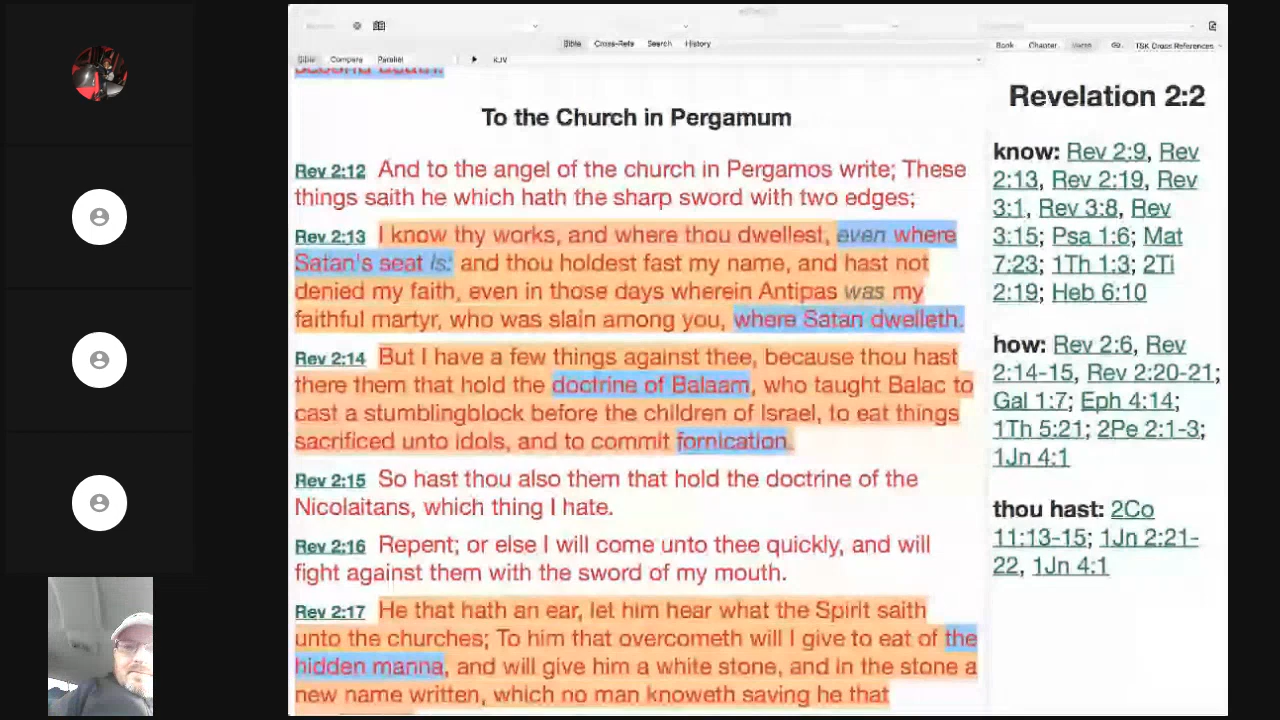 Bible Cross-Refs Search History
Bible Compare Parallel KJV
Book Chapter Verse TSK Cross References
To the Church in Pergamum
Rev 2:12 And to the angel of the church in Pergamos write; These
things saith he which hath the sharp sword with two edges;
Rev 2:13 I know thy works, and where thou dwellest, even where
Satan's seat is: and thou holdest fast my name, and hast not
denied my faith, even in those days wherein Antipas was my
faithful martyr, who was slain among you, where Satan dwelleth.
Rev 2:14 But I have a few things against thee, because thou hast
there them that hold the doctrine of Balaam, who taught Balac to
cast a stumblingblock before the children of Israel, to eat things
sacrificed unto idols, and to commit fornication.
Rev 2:15 So hast thou also them that hold the doctrine of the
Nicolaitans, which thing I hate.
Rev 2:16 Repent; or else I will come unto thee quickly, and will
fight against them with the sword of my mouth.
Rev 2:17 He that hath an ear, let him hear what the Spirit saith
unto the churches; To him that overcometh will I give to eat of the
hidden manna, and will give him a white stone, and in the stone a
new name written, which no man knoweth saving he that
Revelation 2:2
know: Rev 2:9, Rev
2:13, Rev 2:19, Rev
3:1, Rev 3:8, Rev
3:15; Psa 1:6; Mat
7:23; 1Th 1:3; 2Ti
2:19; Heb 6:10
how: Rev 2:6, Rev
2:14-15, Rev 2:20-21;
Gal 1:7; Eph 4:14;
1Th 5:21; 2Pe 2:1-3;
1Jn 4:1
thou hast: 2Co
11:13-15; 1Jn 2:21-
22, 1Jn 4:1